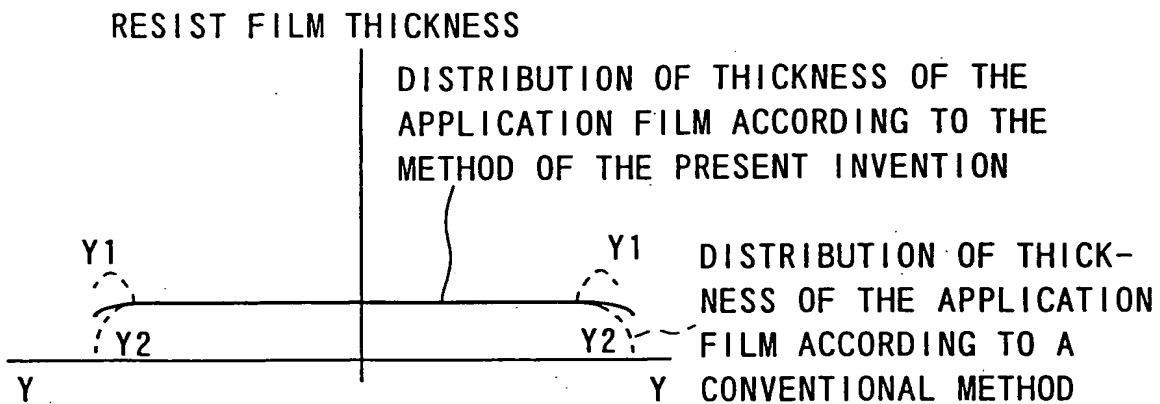 RESIST FILM THICKNESS
DISTRIBUTION OF THICKNESS OF THE
APPLICATION FILM ACCORDING TO THE
METHOD OF THE PRESENT INVENTION
Y1
Y1
DISTRIBUTION OF THICK-
NESS OF THE APPLICATION
FILM ACCORDING TO A
CONVENTIONAL METHOD
Y2
Y2
Y
Y